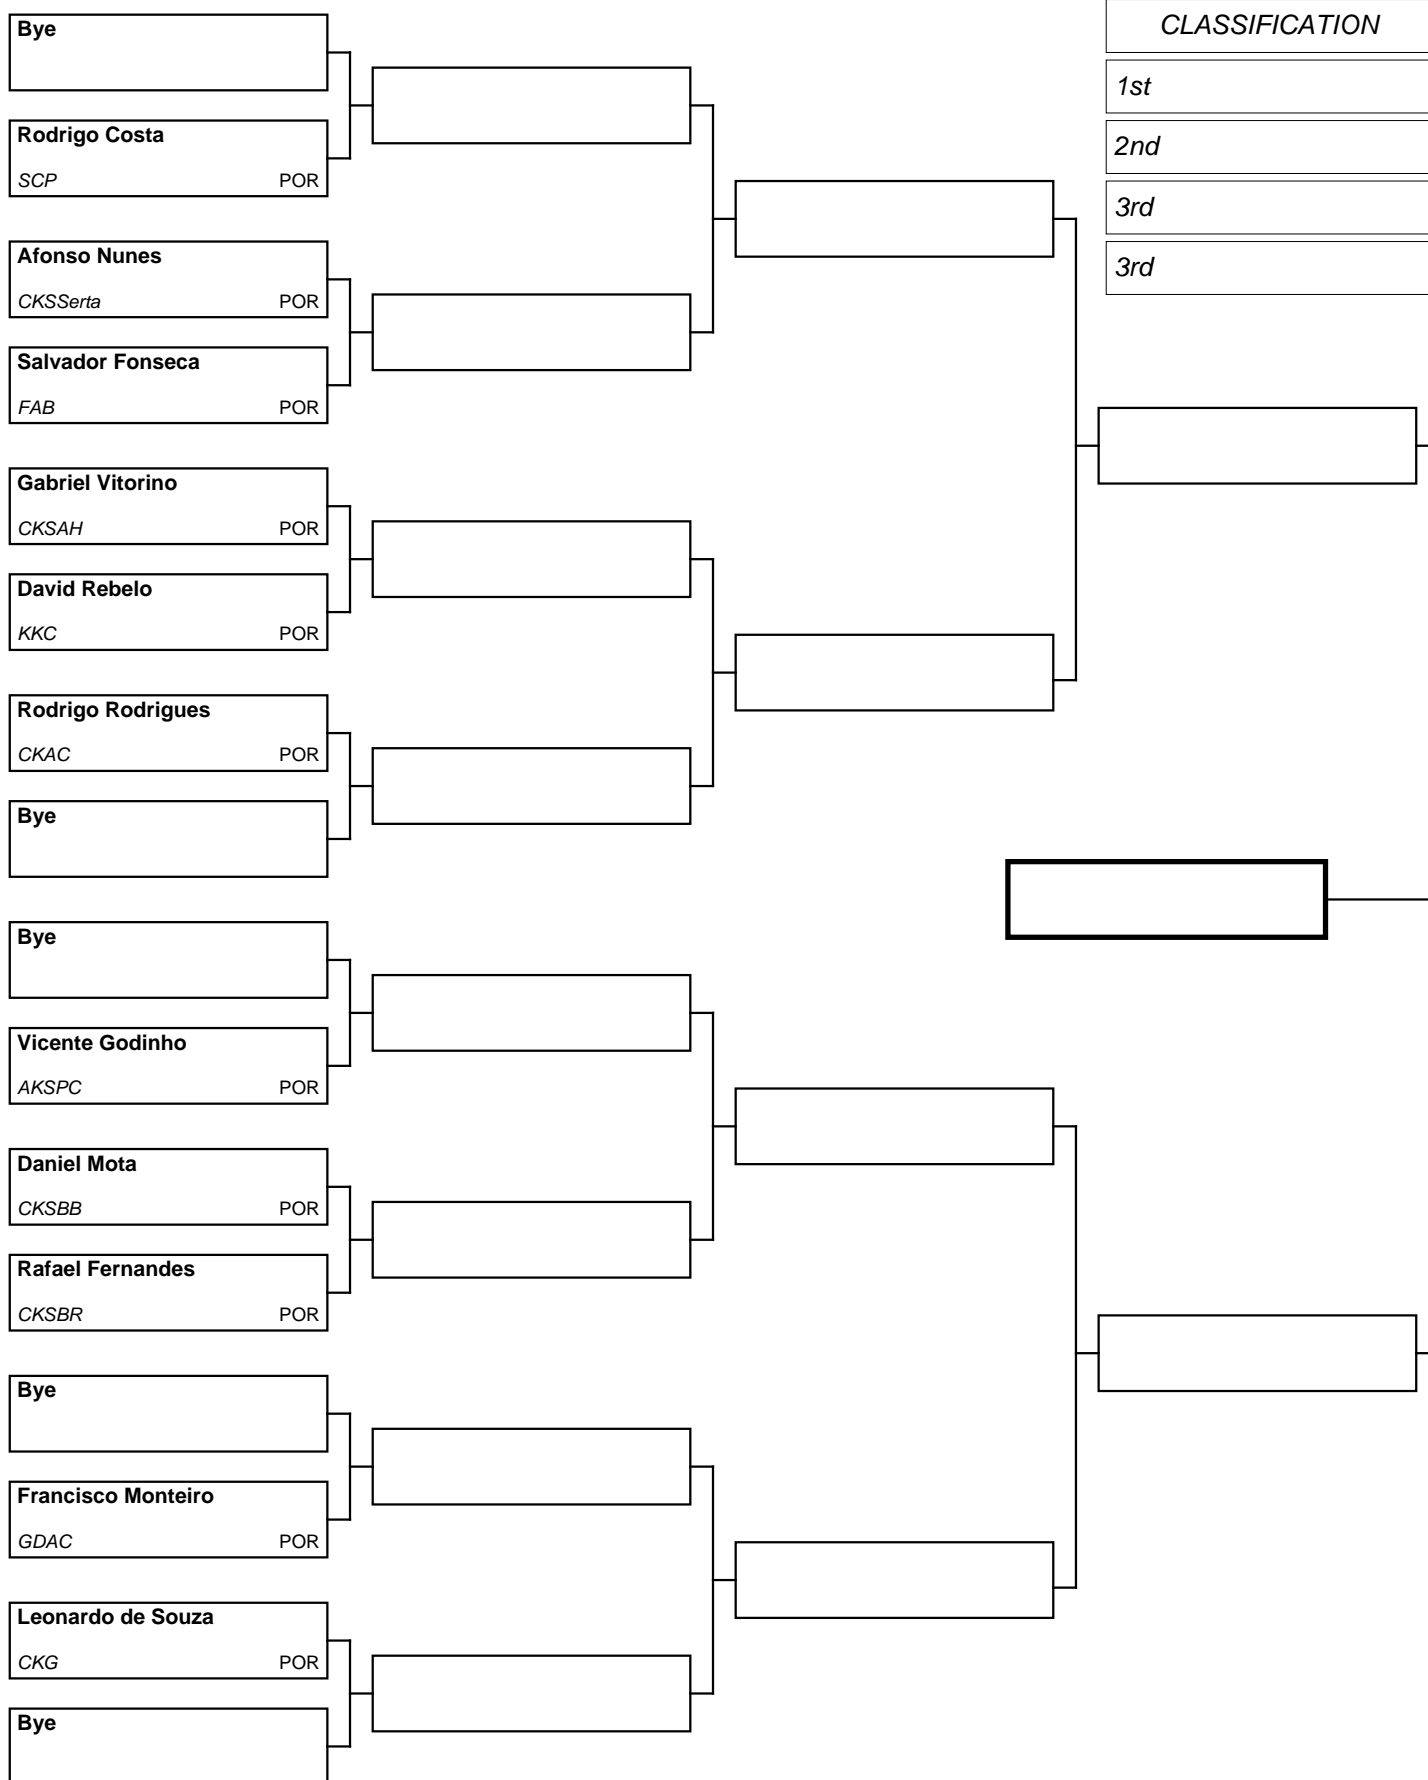 Bye
Rodrigo Costa
SCP POR
Afonso Nunes
CKSSerta POR
Salvador Fonseca
FAB POR
Gabriel Vitorino
CKSAH POR
David Rebelo
KKC POR
Rodrigo Rodrigues
CKAC POR
Bye
Bye
Vicente Godinho
AKSPC POR
Daniel Mota
CKSBB POR
Rafael Fernandes
CKSBR POR
Bye
Francisco Monteiro
GDAC POR
Leonardo de Souza
CKG POR
Bye
CLASSIFICATION
1st
2nd
3rd
3rd